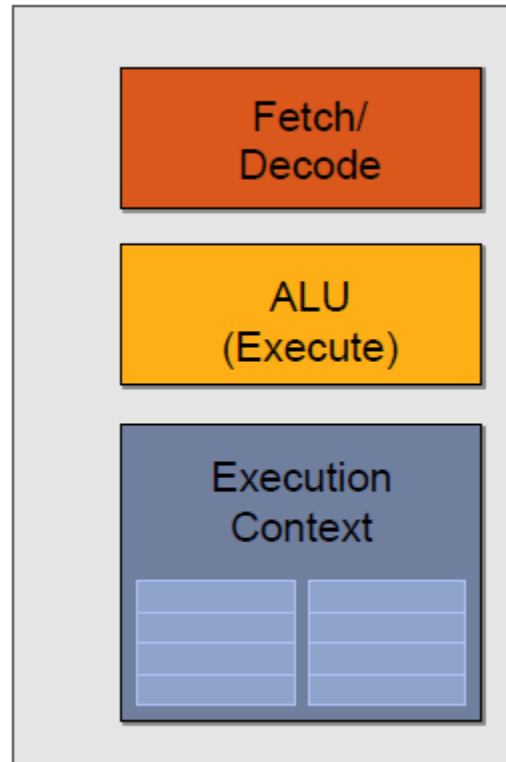 Fetch/
Decode
ALU
(Execute)
Execution
Context